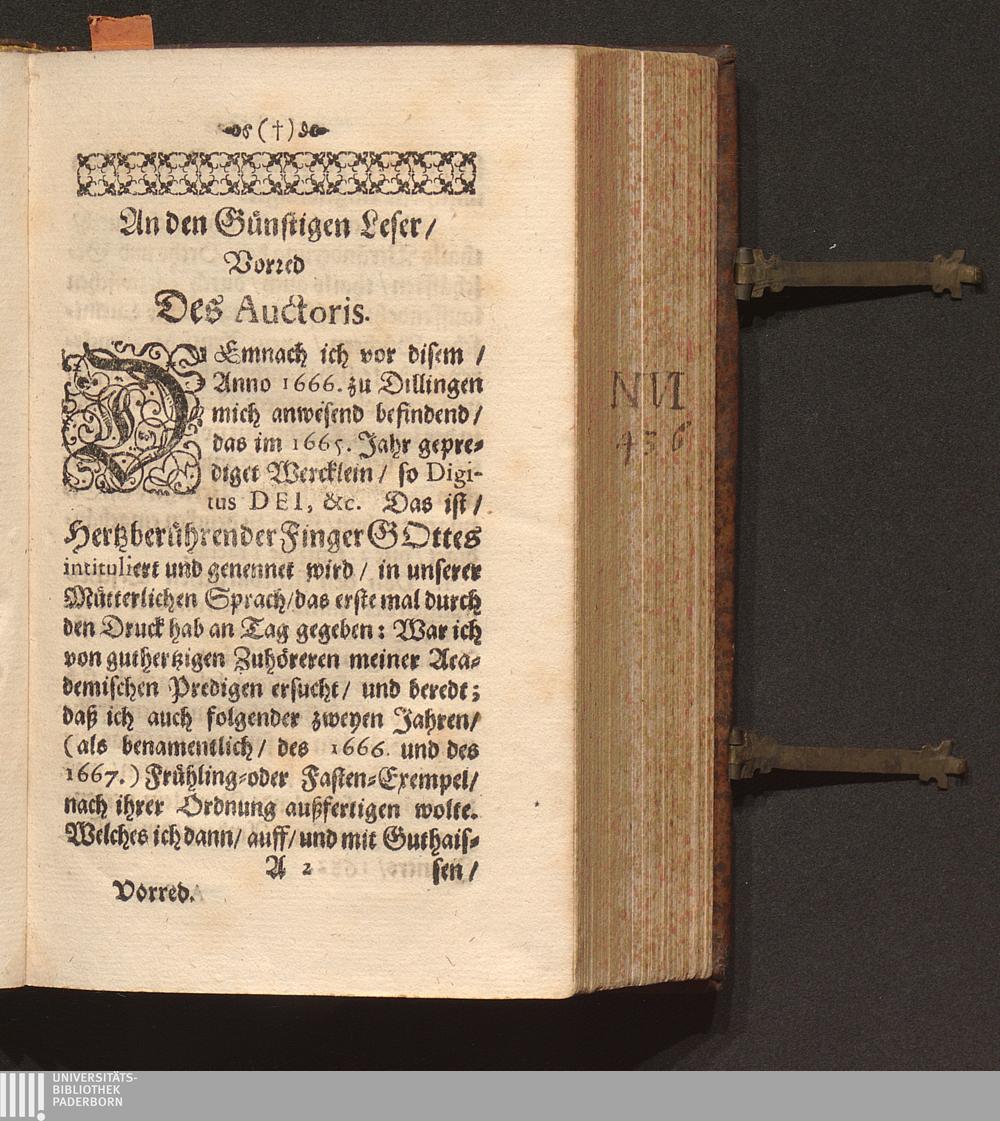 (†)
An den Günstigen Leser/
Vorred
Des Auctoris.
DEmnach ich vor disem /
Anno 1666. zu Dillingen
mich anwesend befindend/
das im 1665. Jahr gepre-
diget Wercklein / so Digi-
tus DEI, &c. Das ist /
Hertzberührender Finger GOttes
intituliert und genennet wird / in unserer
Mütterlichen Sprach/das erste mal durch
den Druck hab an Tag gegeben: War ich
von guthertzigen Zuhöreren meiner Aca-
demischen Predigen ersucht/ und beredt;
daß ich auch folgender zweyen Jahren/
(als benamentlich/ des 1666. und des
1667.) Frühling-oder Fasten-Exempel/
nach ihrer Ordnung außfertigen wolte.
Welches ich dann/ auff/ und mit Guthais-
A 2 sen/
Vorred.
NVI
436
UNIVERSITÄTS-
BIBLIOTHEK
PADERBORN